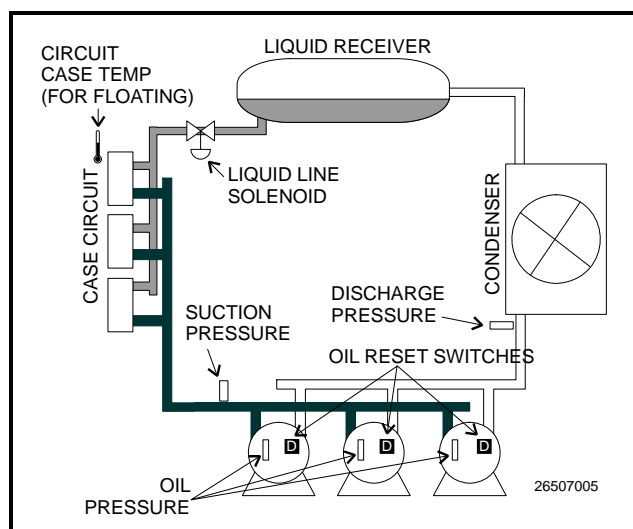 CIRCUIT
CASE TEMP
(FOR FLOATING)
LIQUID RECEIVER
LIQUID LINE
SOLENOID
CASE CIRCUIT
CONDENSER
SUCTION
PRESSURE
DISCHARGE
PRESSURE
OIL RESET SWITCHES
D
D
D
OIL
PRESSURE
26507005